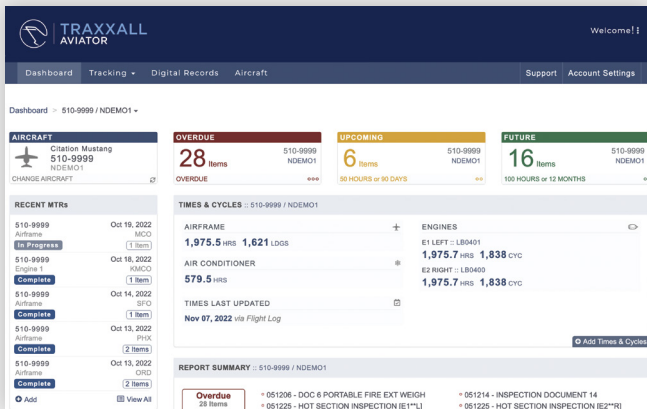 TRAXXALL
AVIATOR
Welcome!
Dashboard Tracking Digital Records Aircraft Support Account Settings
Dashboard > 510-9999 / NDEMO1
AIRCRAFT
Citation Mustang
510-9999
NDEMO1
CHANGE AIRCRAFT
OVERDUE
28 Items
510-9999
NDEMO1
OVERDUE
UPCOMING
6 Items
510-9999
NDEMO1
50 HOURS or 90 DAYS
FUTURE
16 Items
510-9999
NDEMO1
100 HOURS or 12 MONTHS
RECENT MTRs
510-9999 Oct 19, 2022
Airframe MCO
In Progress 1 Item
510-9999 Oct 18, 2022
Engine 1 KMCO
Complete 1 Item
510-9999 Oct 14, 2022
Airframe SFO
Complete 1 Item
510-9999 Oct 13, 2022
Airframe PHX
Complete 2 Items
510-9999 Oct 13, 2022
Airframe ORD
Complete 2 Items
Add View All
TIMES & CYCLES :: 510-9999 / NDEMO1
AIRFRAME
1,975.5 HRS 1,621 LDGS
AIR CONDITIONER
579.5 HRS
TIMES LAST UPDATED
Nov 07, 2022 via Flight Log
ENGINES
E1 LEFT :: LB0401
1,975.7 HRS 1,838 CYC
E2 RIGHT :: LB0400
1,975.7 HRS 1,838 CYC
Add Times & Cycles
REPORT SUMMARY :: 510-9999 / NDEMO1
Overdue
28 Items
051206 - DOC 6 PORTABLE FIRE EXT WEIGH
051225 - HOT SECTION INSPECTION [E1**L]
051214 - INSPECTION DOCUMENT 14
051225 - HOT SECTION INSPECTION [E2**R]